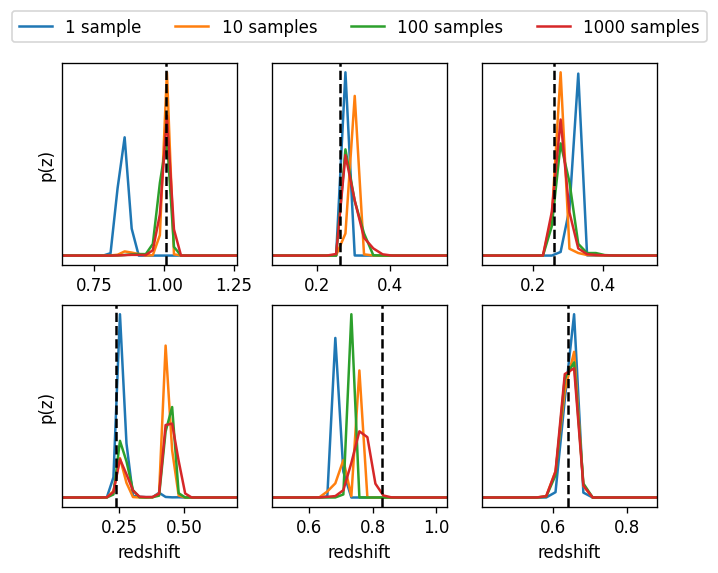 1 sample 10 samples 100 samples 1000 samples
p(z)
0.75 1.00 1.25 0.2 0.4 0.2 0.4
p(z)
0.25 0.50 0.6 0.8 1.0 0.6 0.8
redshift redshift redshift